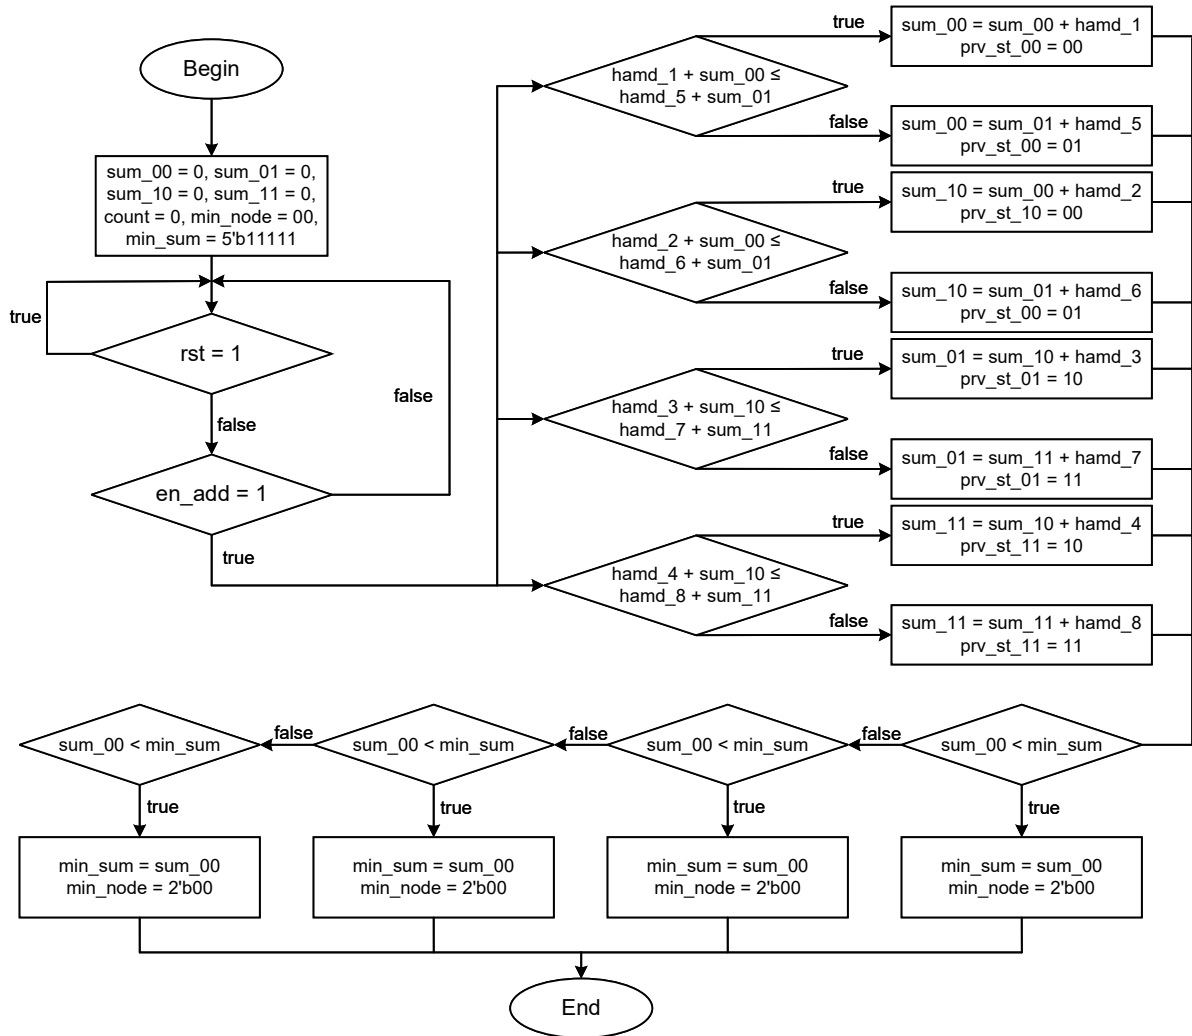 Begin
sum_00 = 0, sum_01 = 0,
sum_10 = 0, sum_11 = 0,
count = 0, min_node = 00,
min_sum = 5'b11111
true
rst = 1
false
false
en_add = 1
true
hamd_1 + sum_00 ≤
hamd_5 + sum_01
true
sum_00 = sum_00 + hamd_1
prv_st_00 = 00
false
sum_00 = sum_01 + hamd_5
prv_st_00 = 01
hamd_2 + sum_00 ≤
hamd_6 + sum_01
true
sum_10 = sum_00 + hamd_2
prv_st_10 = 00
false
sum_10 = sum_01 + hamd_6
prv_st_00 = 01
hamd_3 + sum_10 ≤
hamd_7 + sum_11
true
sum_01 = sum_10 + hamd_3
prv_st_01 = 10
false
sum_01 = sum_11 + hamd_7
prv_st_01 = 11
hamd_4 + sum_10 ≤
hamd_8 + sum_11
true
sum_11 = sum_10 + hamd_4
prv_st_11 = 10
false
sum_11 = sum_11 + hamd_8
prv_st_11 = 11
sum_00 < min_sum
false
sum_00 < min_sum
false
sum_00 < min_sum
false
sum_00 < min_sum
true
true
true
true
min_sum = sum_00
min_node = 2'b00
min_sum = sum_00
min_node = 2'b00
min_sum = sum_00
min_node = 2'b00
min_sum = sum_00
min_node = 2'b00
End